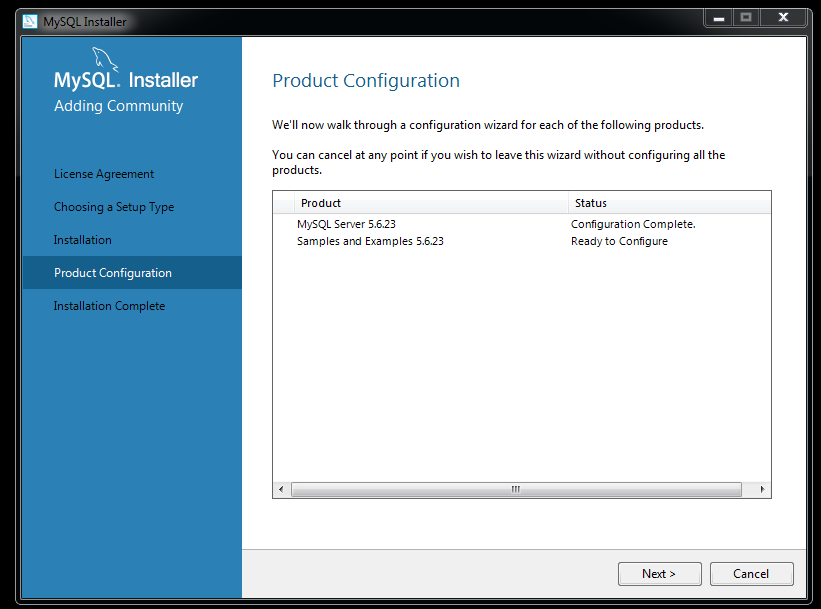 MySQL Installer
MySQL. Installer
Adding Community
License Agreement
Choosing a Setup Type
Installation
Product Configuration
Installation Complete
Product Configuration
We'll now walk through a configuration wizard for each of the following products.
You can cancel at any point if you wish to leave this wizard without configuring all the
products.
Product Status
MySQL Server 5.6.23 Configuration Complete.
Samples and Examples 5.6.23 Ready to Configure
Next > Cancel